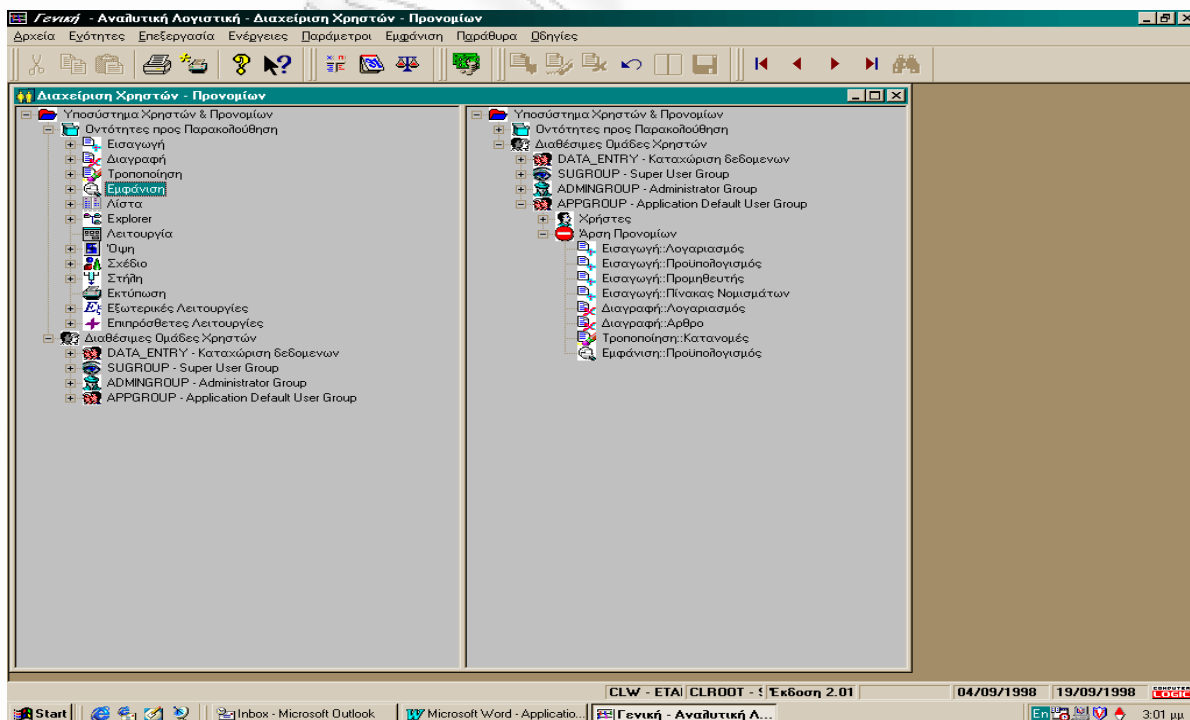 Γενική - Αναλυτική Λογιστική - Διαχείριση Χρηστών - Προνομίων
Αρχεία Ενότητες Επεξεργασία Ενέργειες Παράμετροι Εμφάνιση Παράθυρα Οδηγίες
Διαχείριση Χρηστών - Προνομίων
Υποσύστημα Χρηστών & Προνομίων
Οντότητες προς Παρακολούθηση
Εισαγωγή
Διαγραφή
Τροποποίηση
Εμφάνιση
Λίστα
Explorer
Λειτουργία
Όψη
Σχέδιο
Στήλη
Εκτύπωση
Εξωτερικές Λειτουργίες
Επιπρόσθετες Λειτουργίες
Διαθέσιμες Ομάδες Χρηστών
DATA_ENTRY - Καταχώριση δεδομενων
SUGROUP - Super User Group
ADMINGROUP - Administrator Group
APPGROUP - Application Default User Group
Υποσύστημα Χρηστών & Προνομίων
Οντότητες προς Παρακολούθηση
Διαθέσιμες Ομάδες Χρηστών
DATA_ENTRY - Καταχώριση δεδομενων
SUGROUP - Super User Group
ADMINGROUP - Administrator Group
APPGROUP - Application Default User Group
Χρήστες
Άρση Προνομίων
Εισαγωγή::Λογαριασμός
Εισαγωγή::Προϋπολογισμός
Εισαγωγή::Προμηθευτής
Εισαγωγή::Πίνακας Νομισμάτων
Διαγραφή::Λογαριασμός
Διαγραφή::Αρθρο
Τροποποίηση::Κατανομές
Εμφάνιση::Προϋπολογισμός
CLW - ETAI CLROOT - Έκδοση 2.01 04/09/1998 19/09/1998 COMPUTER LOGIC
Start Inbox - Microsoft Outlook Microsoft Word - Applicatio... Γενική - Αναλυτική Λ... En 3:01 μμ